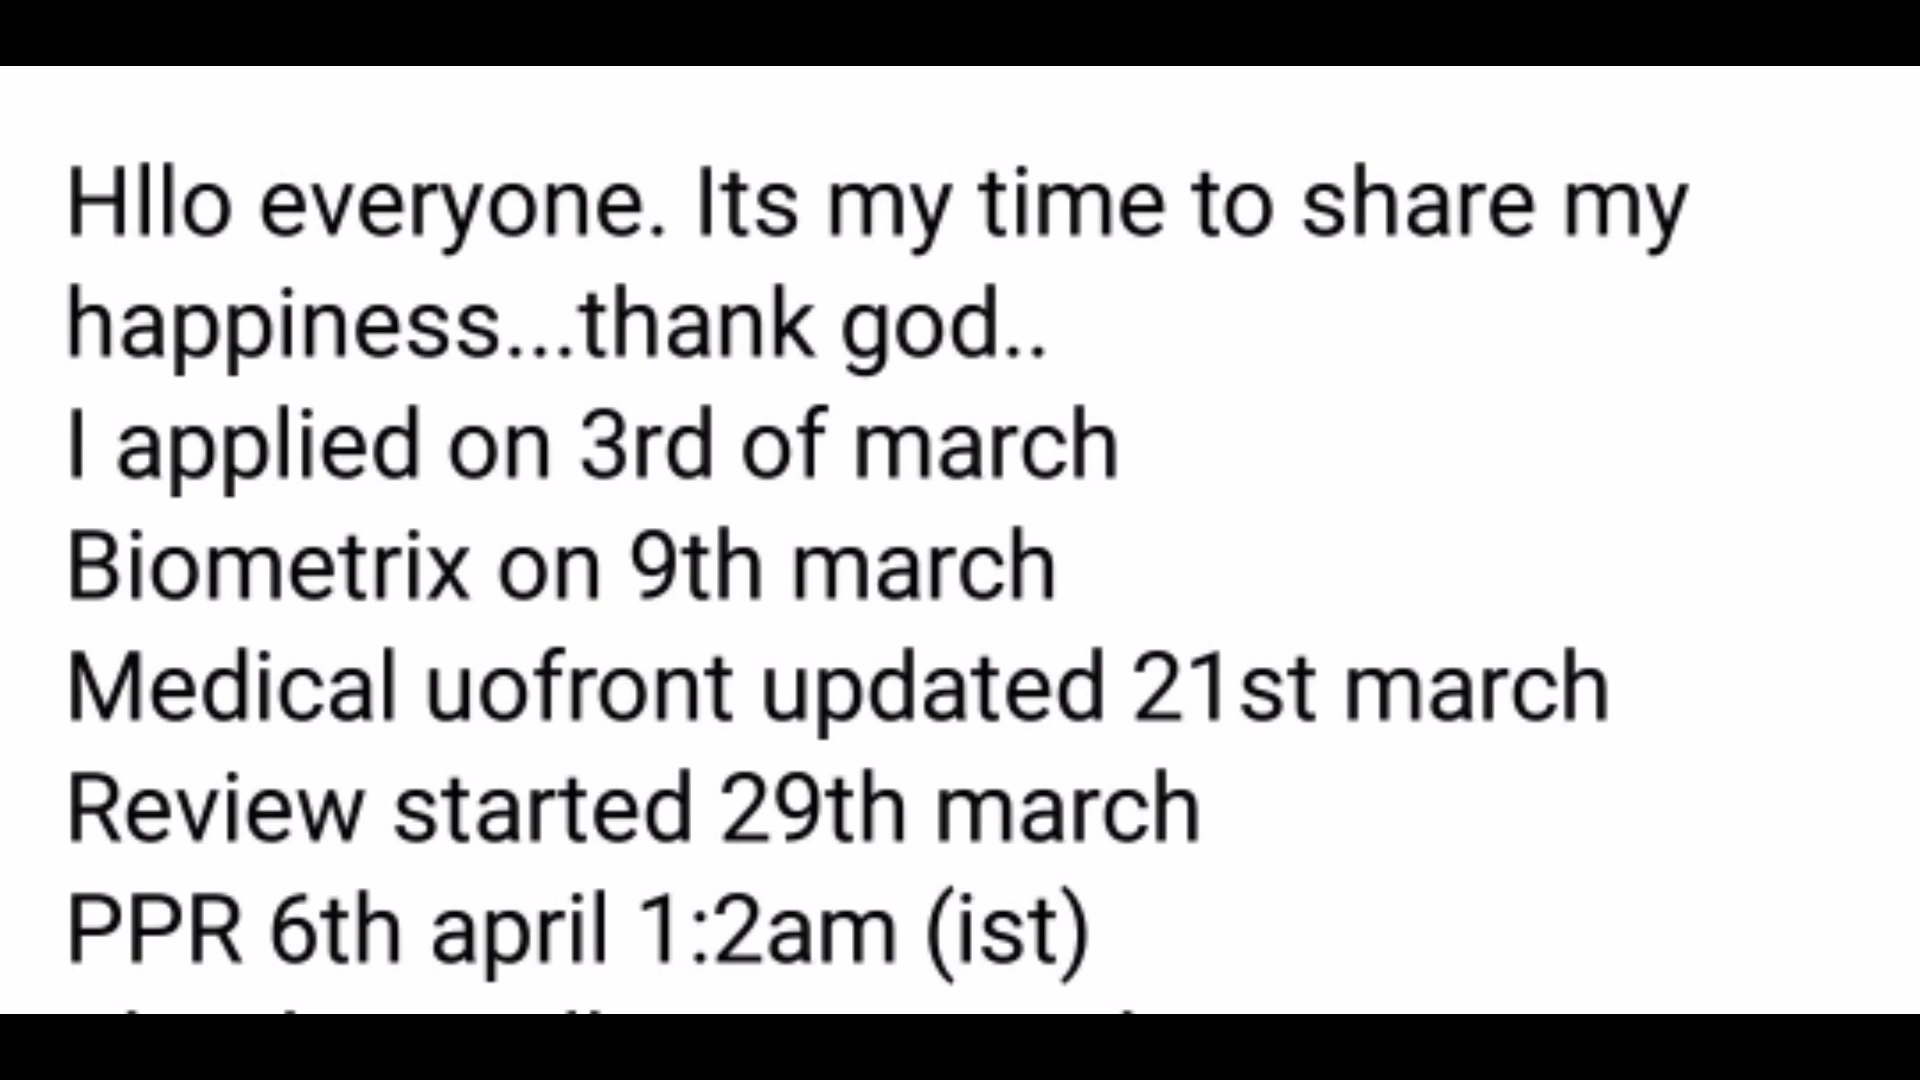 Hllo everyone. Its my time to share my
happiness...thank god..
I applied on 3rd of march
Biometrix on 9th march
Medical uofront updated 21st march
Review started 29th march
PPR 6th april 1:2am (ist)